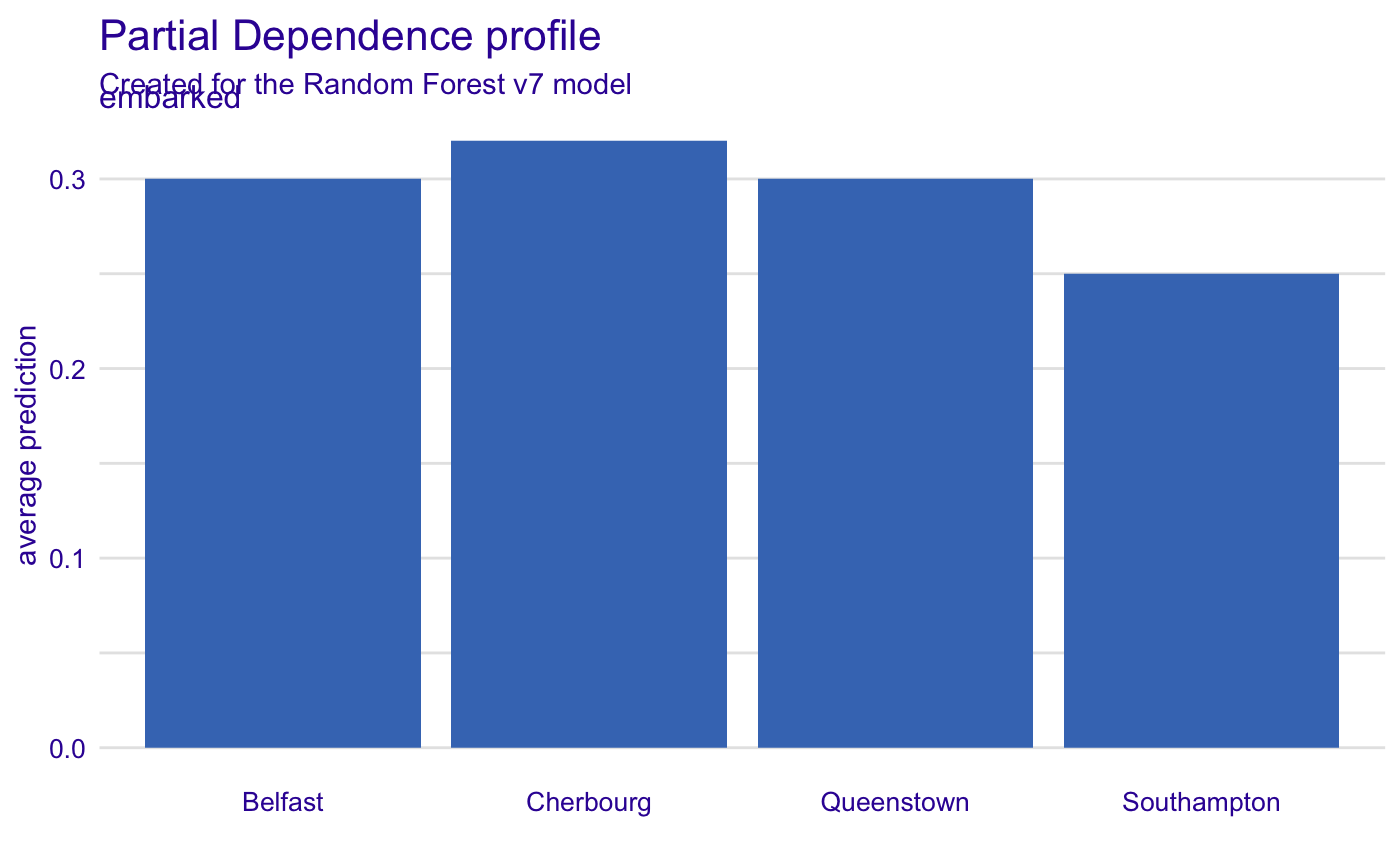 Partial Dependence profile
Created for the Random Forest v7 model
embarked
average prediction
0.3
0.2
0.1
0.0
Belfast
Cherbourg
Queenstown
Southampton